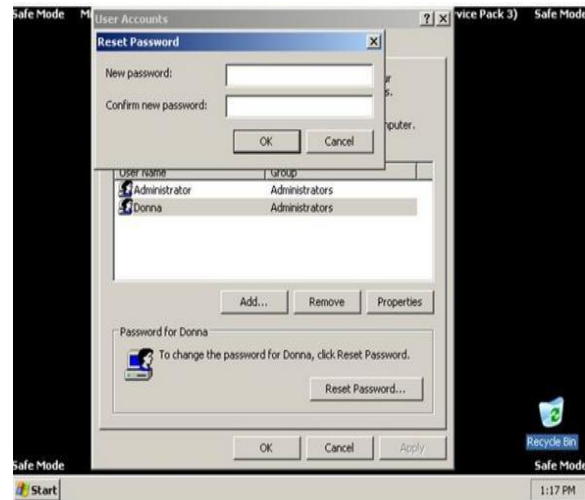 Safe Mode
User Accounts
vice Pack 3)
Safe Mode
Reset Password
New password:
Confirm new password:
OK
Cancel
ur
s.
nputer.
User Name
Group
Administrator
Administrators
Donna
Administrators
Add...
Remove
Properties
Password for Donna
To change the password for Donna, click Reset Password.
Reset Password...
OK
Cancel
Apply
Recycle Bin
Safe Mode
Safe Mode
Start
1:17 PM